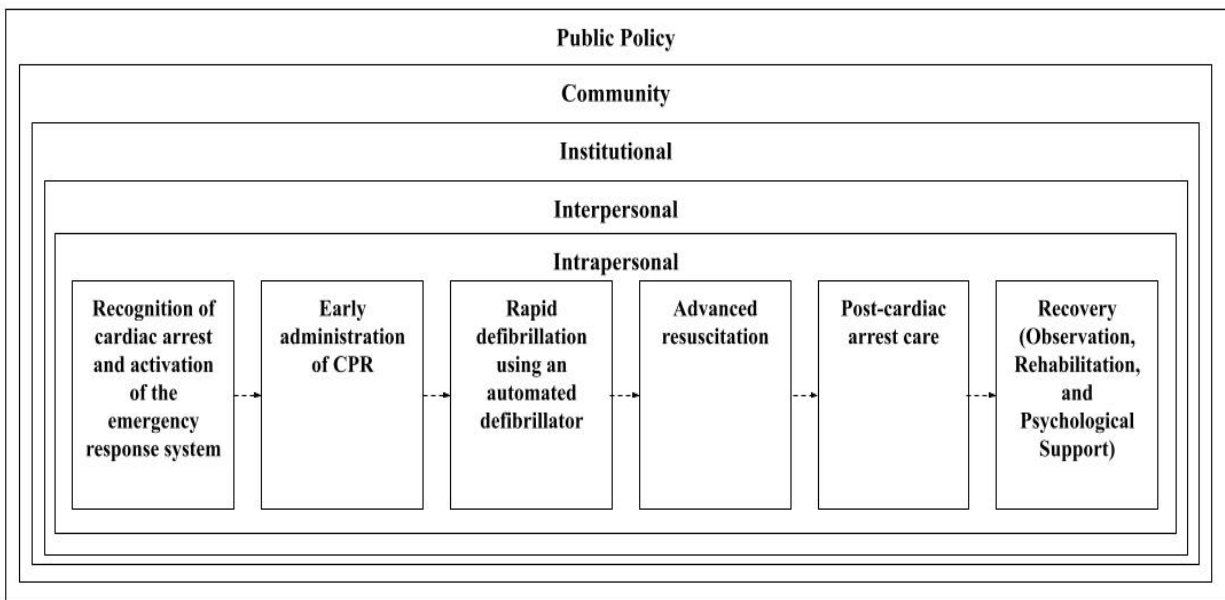 Public Policy
Community
Institutional
Interpersonal
Intrapersonal
Recognition of
cardiac arrest
and activation
of the
emergency
response system
Early
administration
of CPR
Rapid
defibrillation
using an
automated
defibrillator
Advanced
resuscitation
Post-cardiac
arrest care
Recovery
(Observation,
Rehabilitation,
and
Psychological
Support)